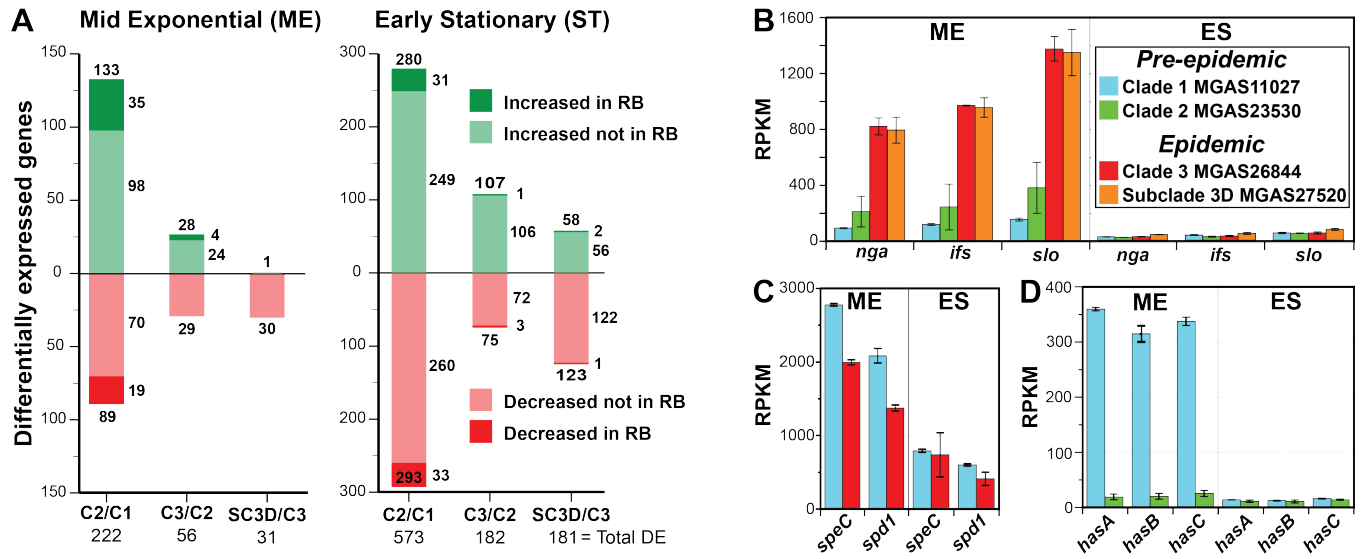 A
Mid Exponential (ME)
Early Stationary (ST)
Differentially expressed genes
150
100
50
0
50
100
150
133
35
98
70
19
89
28
4
24
29
1
30
C2/C1
C3/C2
SC3D/C3
222
56
31
300
200
100
0
100
200
300
280
31
249
260
293
33
107
1
106
72
3
75
58
2
56
122
1
123
Increased in RB
Increased not in RB
Decreased not in RB
Decreased in RB
C2/C1
C3/C2
SC3D/C3
573
182
181 = Total DE
B
RPKM
1600
1200
800
400
0
ME
ES
Pre-epidemic
Clade 1 MGAS11027
Clade 2 MGAS23530
Epidemic
Clade 3 MGAS26844
Subclade 3D MGAS27520
nga
ifs
slo
nga
ifs
slo
C
RPKM
3000
2000
1000
0
ME
ES
speC
spd1
speC
spd1
D
RPKM
400
300
200
100
0
ME
ES
hasA
hasB
hasC
hasA
hasB
hasC